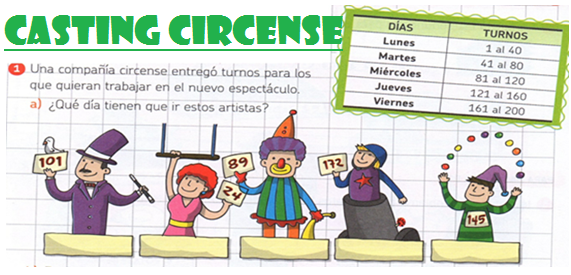 CASTING CIRCENSE
DÍAS TURNOS
Lunes 1 al 40
Martes 41 al 80
Miércoles 81 al 120
Jueves 121 al 160
Viernes 161 al 200
1 Una compañía circense entregó turnos para los
que quieran trabajar en el nuevo espectáculo.
a) ¿Qué día tienen que ir estos artistas?
101
24
89
172
145